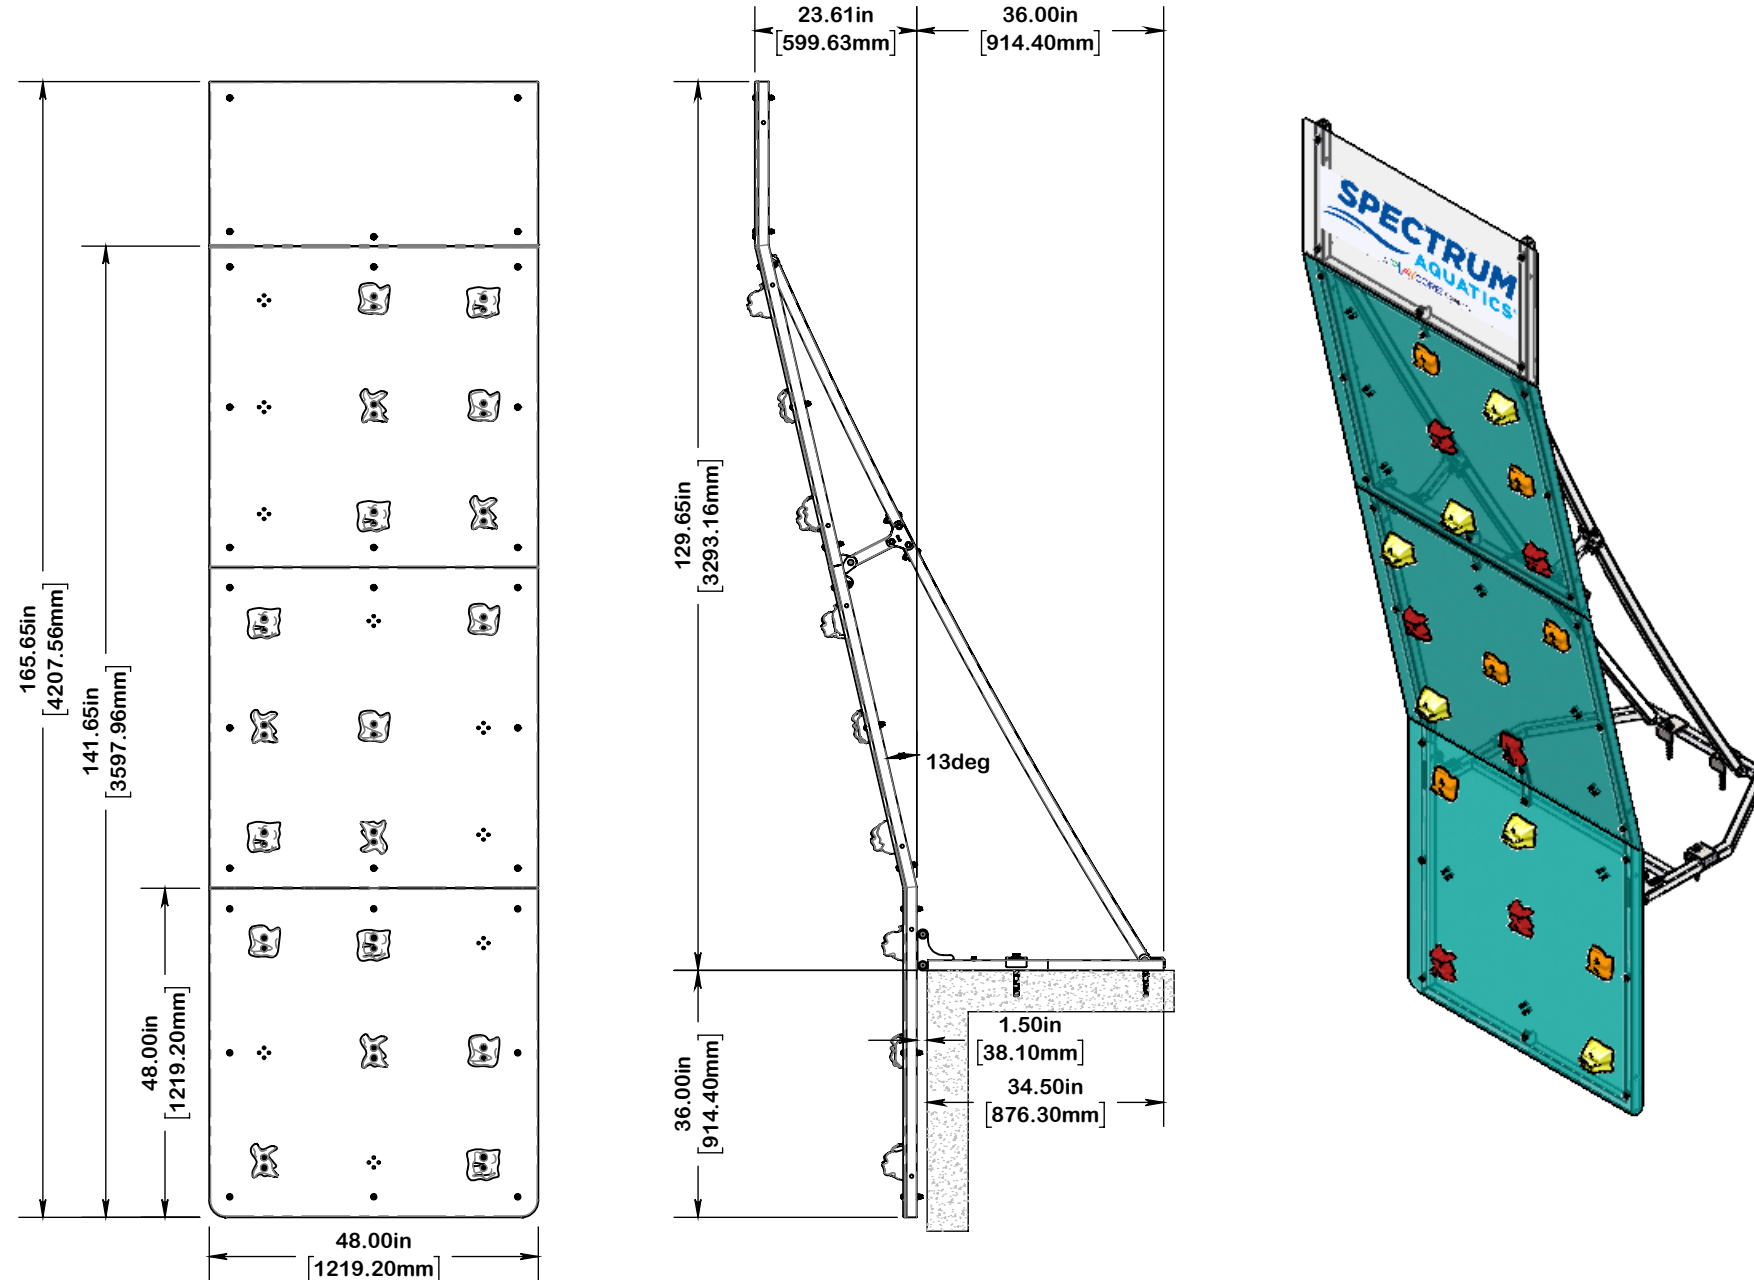 23.61in
[599.63mm]
36.00in
[914.40mm]
165.65in
[4207.56mm]
141.65in
[3597.96mm]
48.00in
[1219.20mm]
48.00in
[1219.20mm]
129.65in
[3293.16mm]
13deg
36.00in
[914.40mm]
1.50in
[38.10mm]
34.50in
[876.30mm]
SPECTRUM
AQUATICS